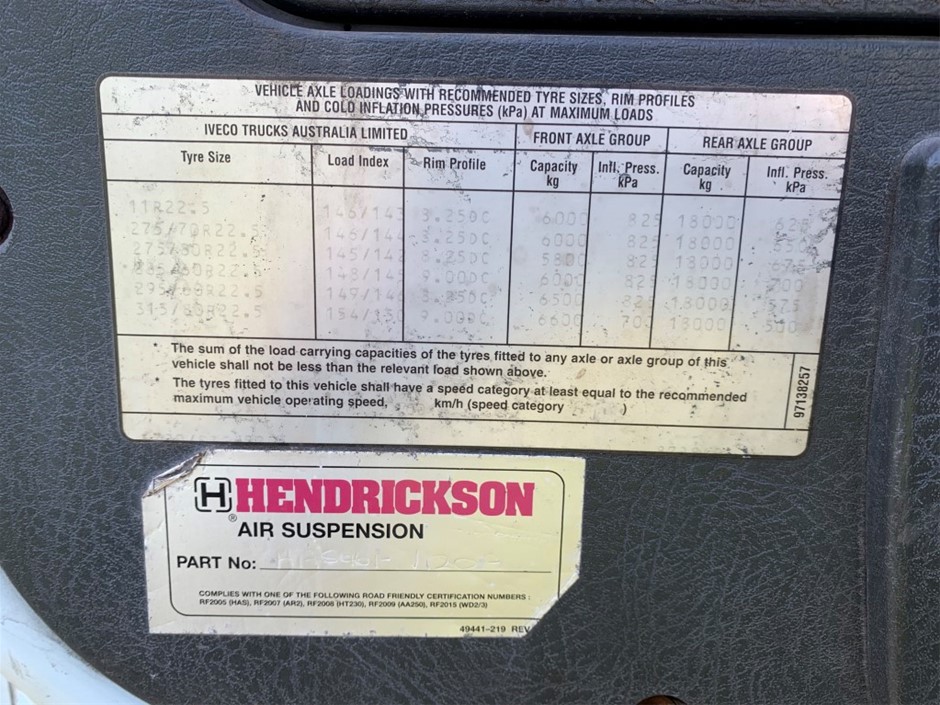 VEHICLE AXLE LOADINGS WITH RECOMMENDED TYRE SIZES, RIM PROFILES
AND COLD INFLATION PRESSURES (kPa) AT MAXIMUM LOADS
IVECO TRUCKS AUSTRALIA LIMITED FRONT AXLE GROUP REAR AXLE GROUP
Tyre Size Load Index Rim Profile Capacity kg Infl. Press. kPa Capacity kg Infl. Press. kPa
11R22.5 6000 825 18000
275/70R22.5 6000 825 18000
5800 825 18000
6000 18000 700
6500 18000 575
6600 18000 500
* The sum of the load carrying capacities of the tyres fitted to any axle or axle group of this
vehicle shall not be less than the relevant load shown above.
* The tyres fitted to this vehicle shall have a speed category at least equal to the recommended
maximum vehicle operating speed, km/h (speed category )
97138257
H HENDRICKSON
®
AIR SUSPENSION
PART No:
COMPLIES WITH ONE OF THE FOLLOWING ROAD FRIENDLY CERTIFICATION NUMBERS :
RF2005 (HAS), RF2007 (AR2), RF2008 (HT230), RF2009 (AA250), RF2015 (WD2/3)
49441-219 REV